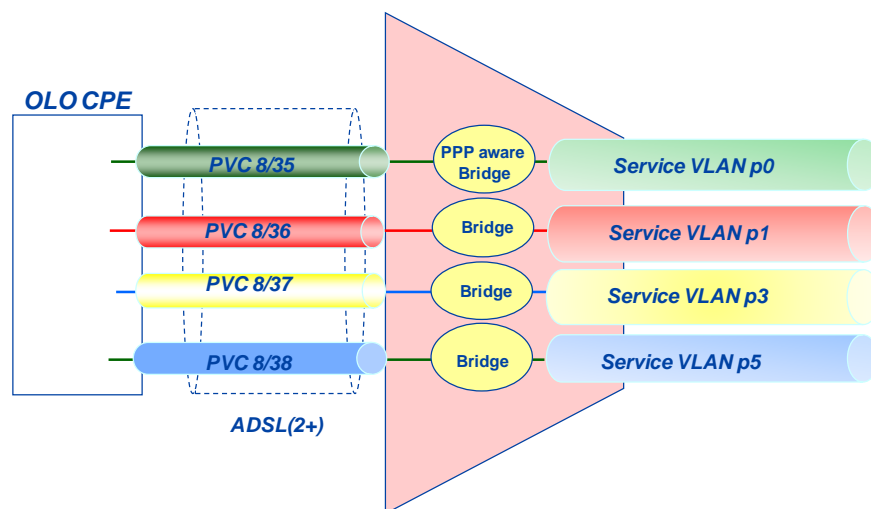 OLO CPE
PVC 8/35
PPP aware
Bridge
Service VLAN p0
PVC 8/36
Bridge
Service VLAN p1
PVC 8/37
Bridge
Service VLAN p3
PVC 8/38
Bridge
Service VLAN p5
ADSL(2+)